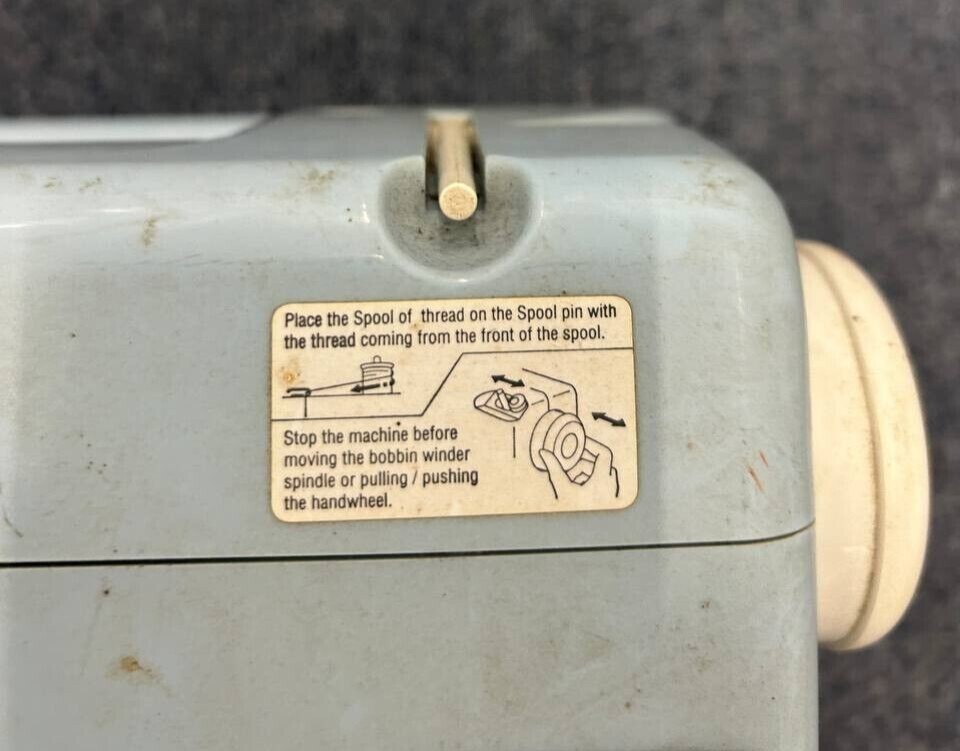 Place the Spool of thread on the Spool pin with
the thread coming from the front of the spool.
Stop the machine before
moving the bobbin winder
spindle or pulling / pushing
the handwheel.